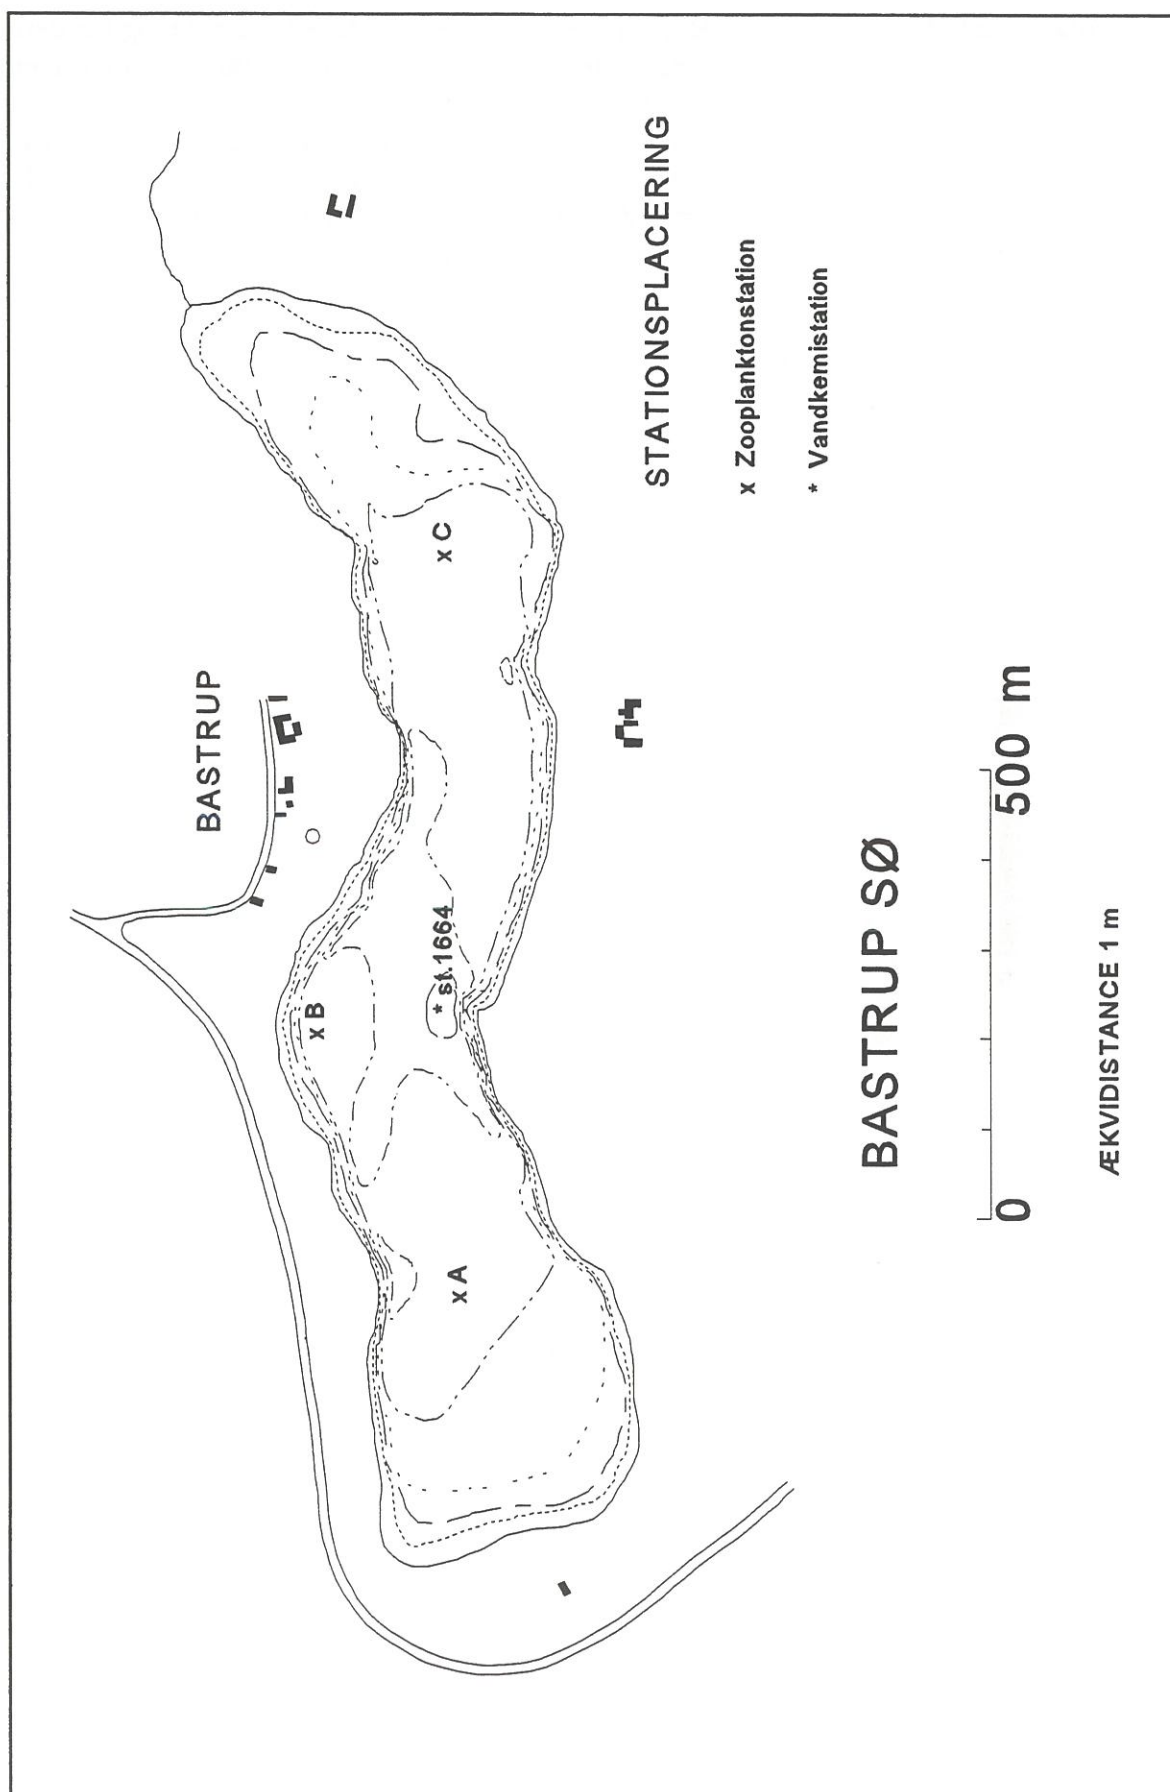 BASTRUP
x B
x A
* st.1664
x C
STATIONSPLACERING
x Zooplanktonstation
* Vandkemistation
BASTRUP SØ
0 500 m
ÆKVIDISTANCE 1 m